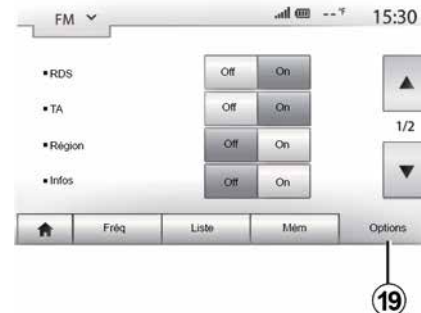 FM --°F 15:30
RDS Off On
TA Off On
1/2
Région Off On
Infos Off On
Fréq Liste Mém Options
19